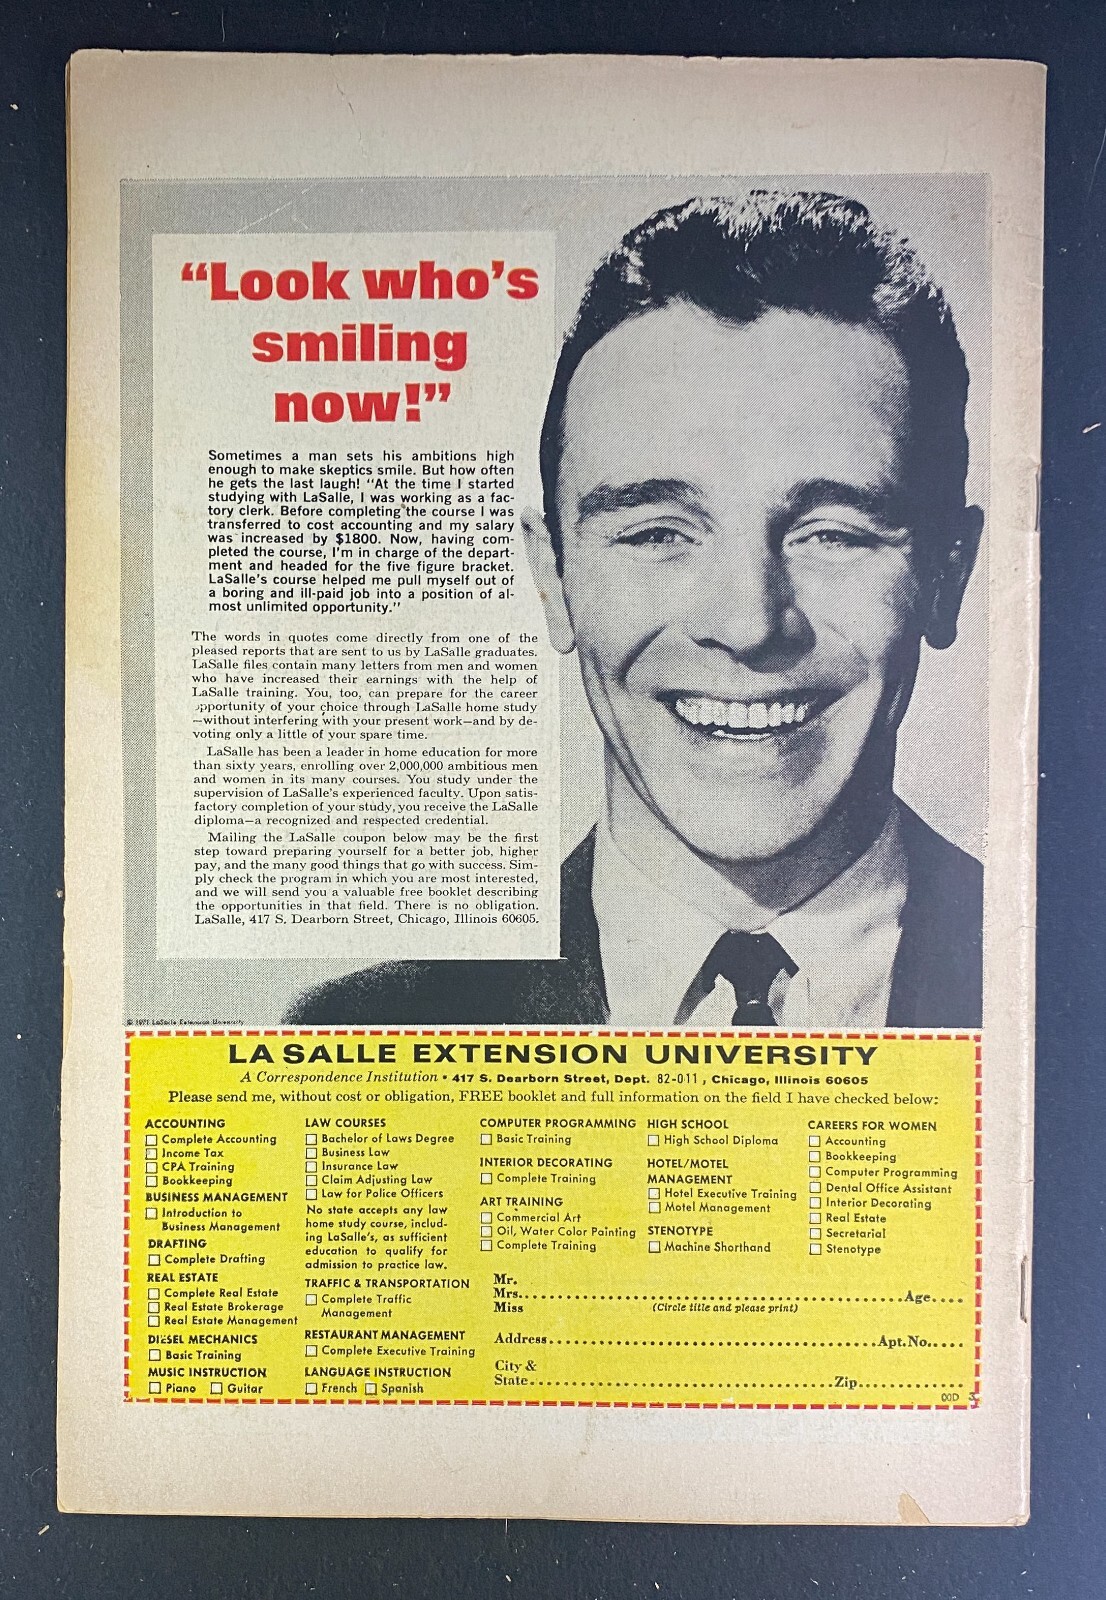 “Look who’s
smiling
now!”
Sometimes a man sets his ambitions high
enough to make skeptics smile. But how often
he gets the last laugh! “At the time I started
studying with LaSalle, I was working as a fac-
tory clerk. Before completing the course I was
transferred to cost accounting and my salary
was increased by $1800. Now, having com-
pleted the course, I’m in charge of the depart-
ment and headed for the five figure bracket.
LaSalle’s course helped me pull myself out of
a boring and ill-paid job into a position of al-
most unlimited opportunity.”
The words in quotes come directly from one of the
pleased reports that are sent to us by LaSalle graduates.
LaSalle files contain many letters from men and women
who have increased their earnings with the help of
LaSalle training. You, too, can prepare for the career
opportunity of your choice through LaSalle home study
—without interfering with your present work—and by de-
voting only a little of your spare time.
LaSalle has been a leader in home education for more
than sixty years, enrolling over 2,000,000 ambitious men
and women in its many courses. You study under the
supervision of LaSalle’s experienced faculty. Upon satis-
factory completion of your study, you receive the LaSalle
diploma—a recognized and respected credential.
Mailing the LaSalle coupon below may be the first
step toward preparing yourself for a better job, higher
pay, and the many good things that go with success. Sim-
ply check the program in which you are most interested,
and we will send you a valuable free booklet describing
the opportunities in that field. There is no obligation.
LaSalle, 417 S. Dearborn Street, Chicago, Illinois 60605.
© 1971 LaSalle Extension University
LA SALLE EXTENSION UNIVERSITY
A Correspondence Institution • 417 S. Dearborn Street, Dept. 82-011, Chicago, Illinois 60605
Please send me, without cost or obligation, FREE booklet and full information on the field I have checked below:
ACCOUNTING
Complete Accounting
Income Tax
CPA Training
Bookkeeping
BUSINESS MANAGEMENT
Introduction to
Business Management
DRAFTING
Complete Drafting
REAL ESTATE
Complete Real Estate
Real Estate Brokerage
Real Estate Management
DIESEL MECHANICS
Basic Training
MUSIC INSTRUCTION
Piano Guitar
LAW COURSES
Bachelor of Laws Degree
Business Law
Insurance Law
Claim Adjusting Law
Law for Police Officers
No state accepts any law
home study course, includ-
ing LaSalle’s, as sufficient
education to qualify for
admission to practice law.
TRAFFIC & TRANSPORTATION
Complete Traffic
Management
RESTAURANT MANAGEMENT
Complete Executive Training
LANGUAGE INSTRUCTION
French Spanish
COMPUTER PROGRAMMING
Basic Training
INTERIOR DECORATING
Complete Training
ART TRAINING
Commercial Art
Oil, Water Color Painting
Complete Training
HIGH SCHOOL
High School Diploma
HOTEL/MOTEL
MANAGEMENT
Hotel Executive Training
Motel Management
STENOTYPE
Machine Shorthand
CAREERS FOR WOMEN
Accounting
Bookkeeping
Computer Programming
Dental Office Assistant
Interior Decorating
Real Estate
Secretarial
Stenotype
Mr.
Mrs. Age
Miss (Circle title and please print)
Address Apt.No.
City &
State Zip
00D 3